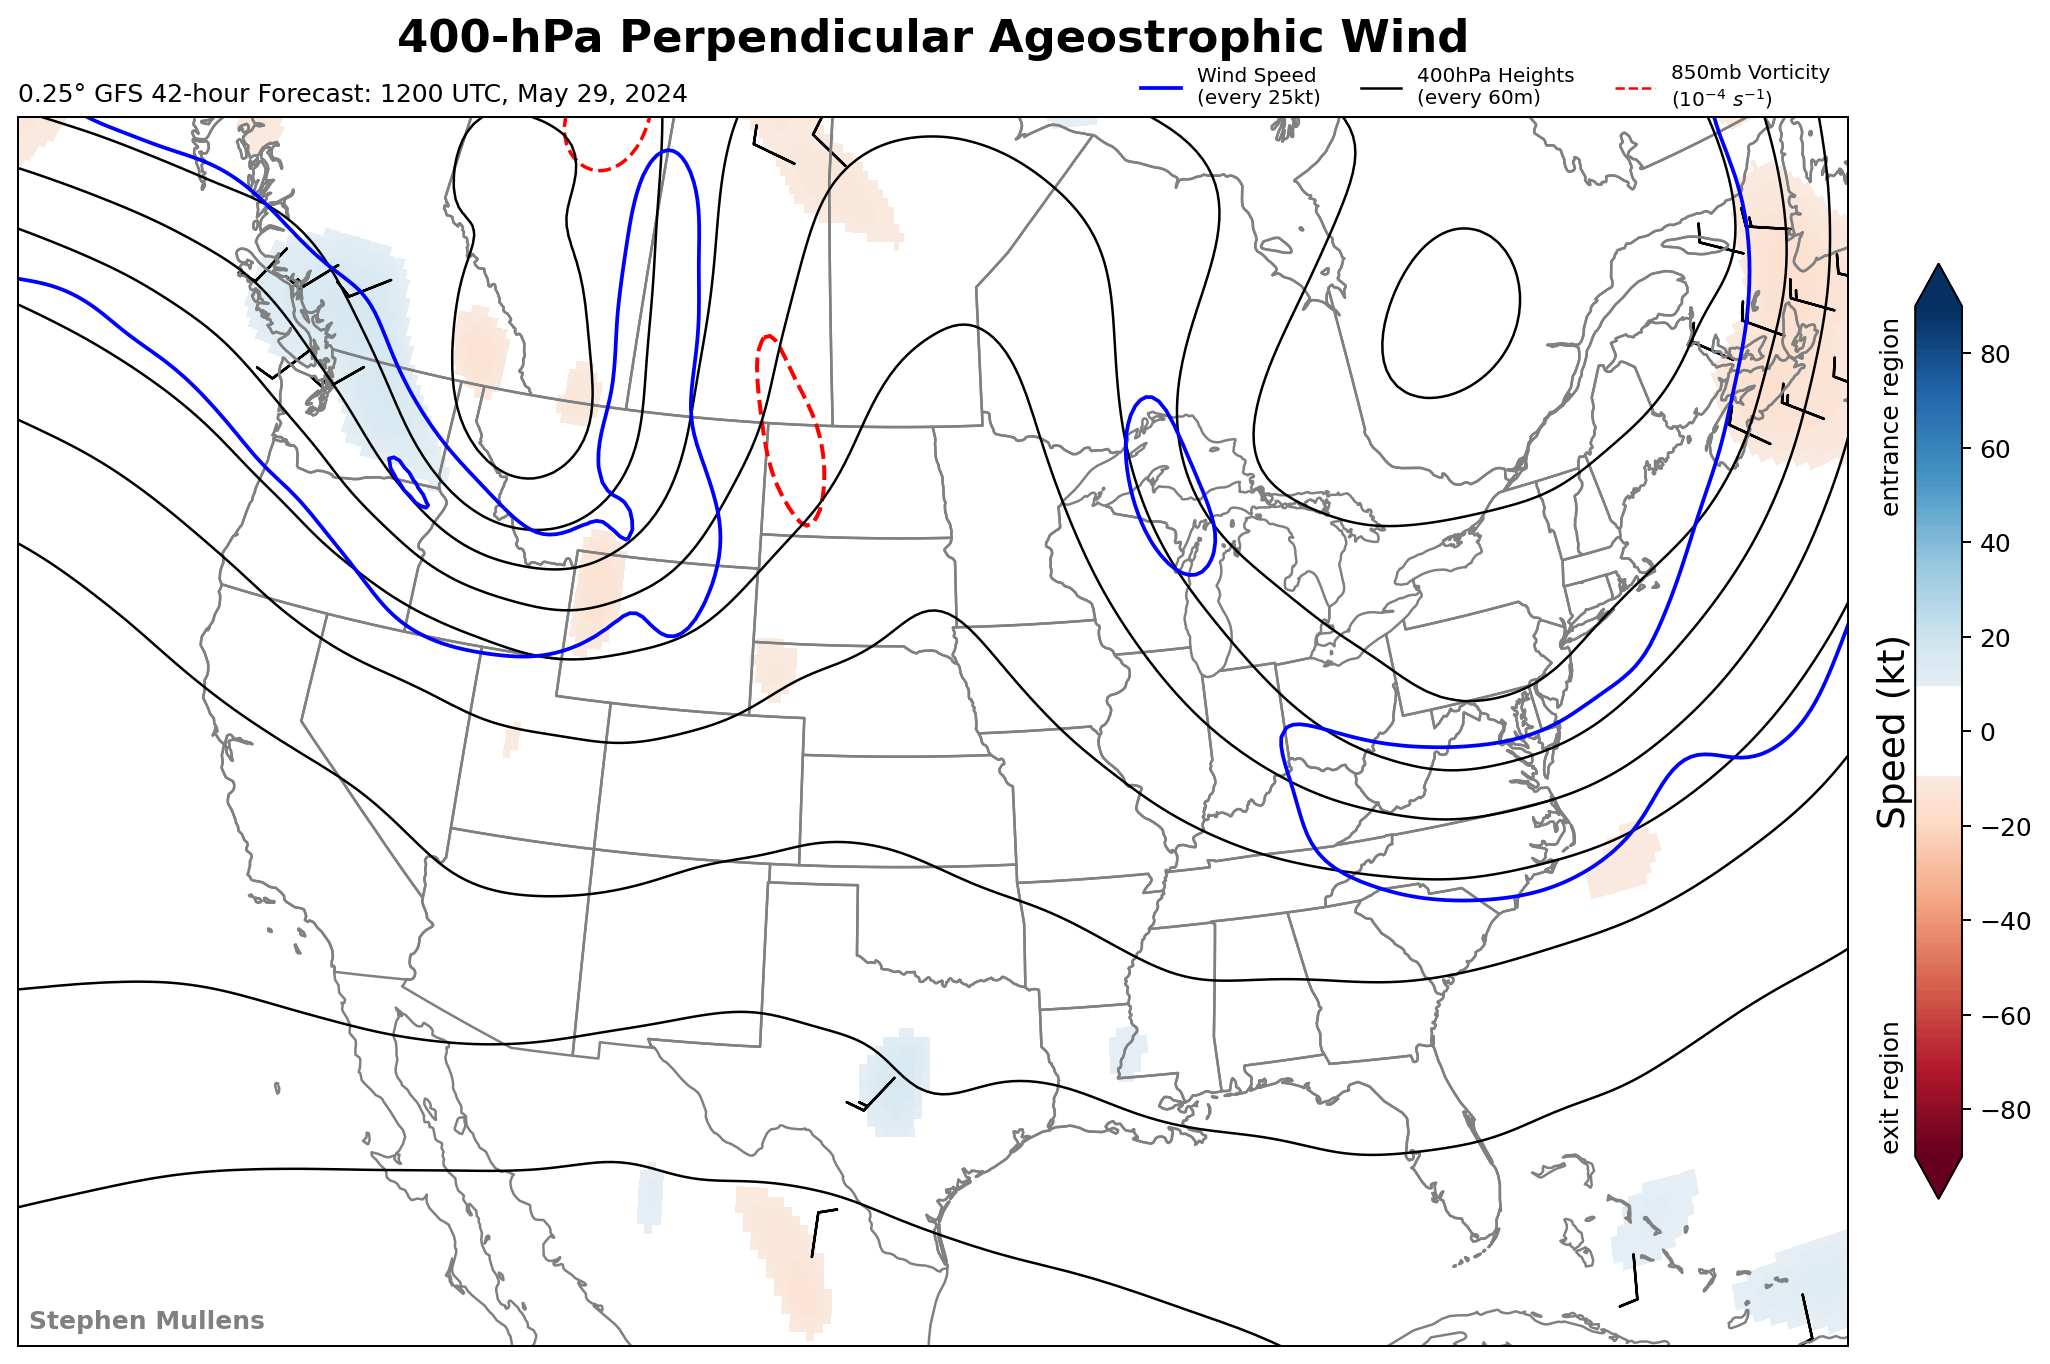 400-hPa Perpendicular Ageostrophic Wind
0.25° GFS 42-hour Forecast: 1200 UTC, May 29, 2024
Wind Speed
(every 25kt)
400hPa Heights
(every 60m)
850mb Vorticity
(10⁻⁴ s⁻¹)
entrance region
Speed (kt)
exit region
80
60
40
20
0
−20
−40
−60
−80
Stephen Mullens